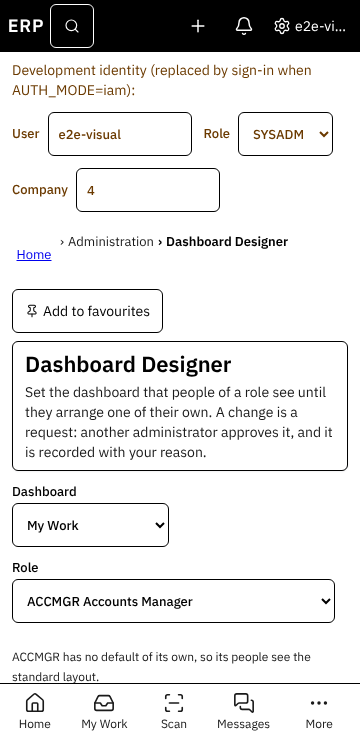 ERP
e2e-vi...
Development identity (replaced by sign-in when
AUTH_MODE=iam):
User e2e-visual Role SYSADM
Company 4
› Administration › Dashboard Designer
Home
Add to favourites
Dashboard Designer
Set the dashboard that people of a role see until
they arrange one of their own. A change is a
request: another administrator approves it, and it
is recorded with your reason.
Dashboard
My Work
Role
ACCMGR Accounts Manager
ACCMGR has no default of its own, so its people see the
standard layout.
Home My Work Scan Messages More